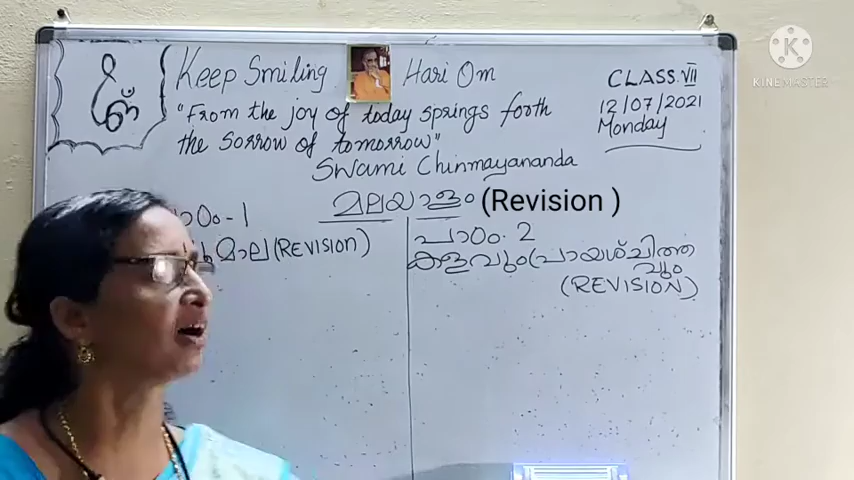 Keep Smiling Hari Om
"From the joy of today springs forth
the sorrow of tomorrow"
Swami Chinmayananda
CLASS VII
12/07/2021
Monday
മലയാളം (Revision)
പാഠം-1
മാല (REVISION)
പാഠം. 2
കളവും പ്രായശ്ചിത്ത
വും
(REVISION)
K
KINEMASTER